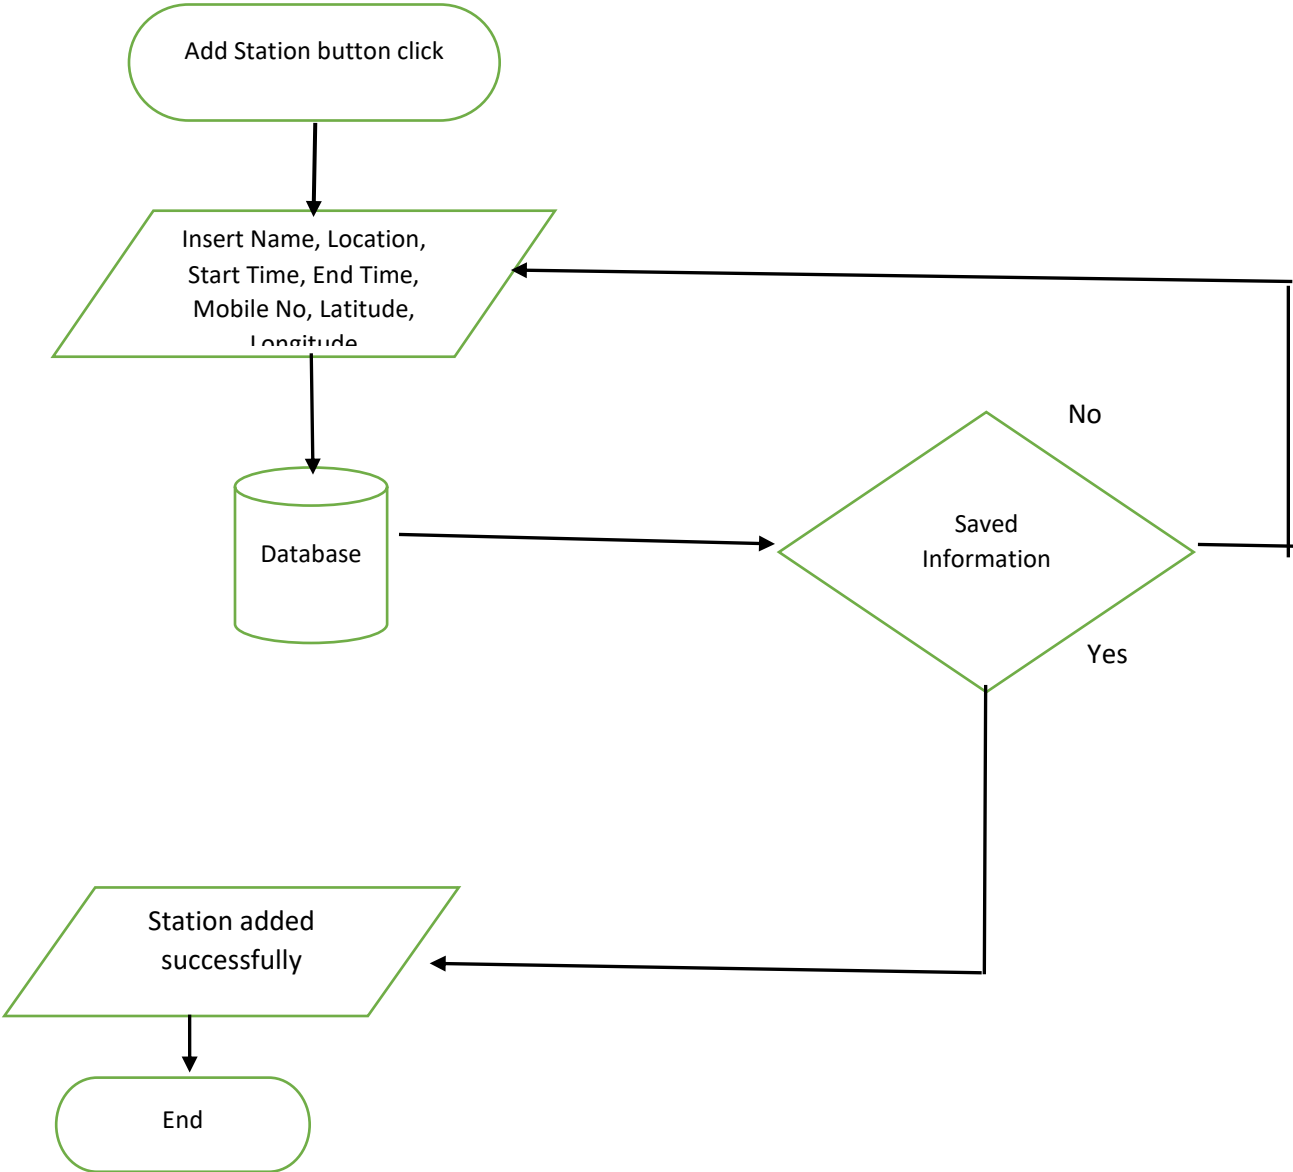 Add Station button click
Insert Name, Location,
Start Time, End Time,
Mobile No, Latitude,
Longitude
No
Saved
Information
Database
Yes
Station added
successfully
End